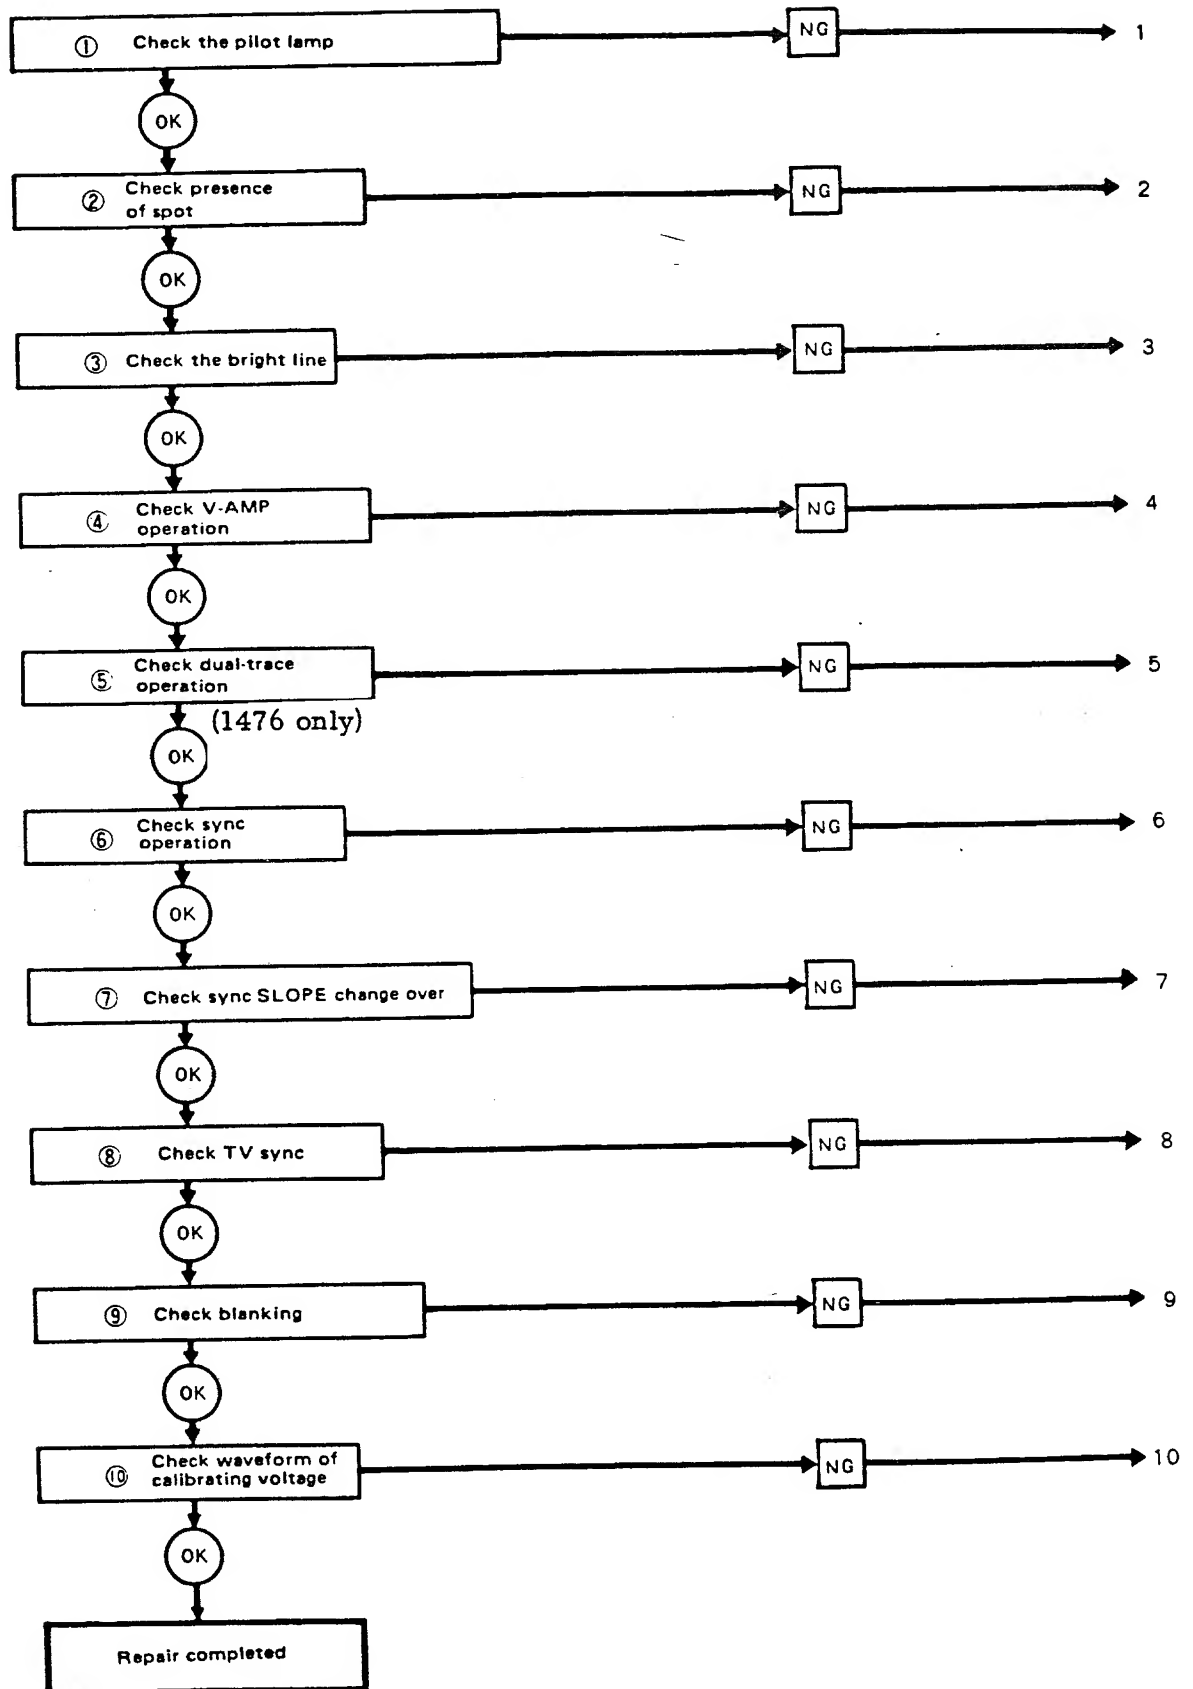 ① Check the pilot lamp NG 1
OK
② Check presence
of spot NG 2
OK
③ Check the bright line NG 3
OK
④ Check V-AMP
operation NG 4
OK
⑤ Check dual-trace
operation NG 5
(1476 only)
OK
⑥ Check sync
operation NG 6
OK
⑦ Check sync SLOPE change over NG 7
OK
⑧ Check TV sync NG 8
OK
⑨ Check blanking NG 9
OK
⑩ Check waveform of
calibrating voltage NG 10
OK
Repair completed